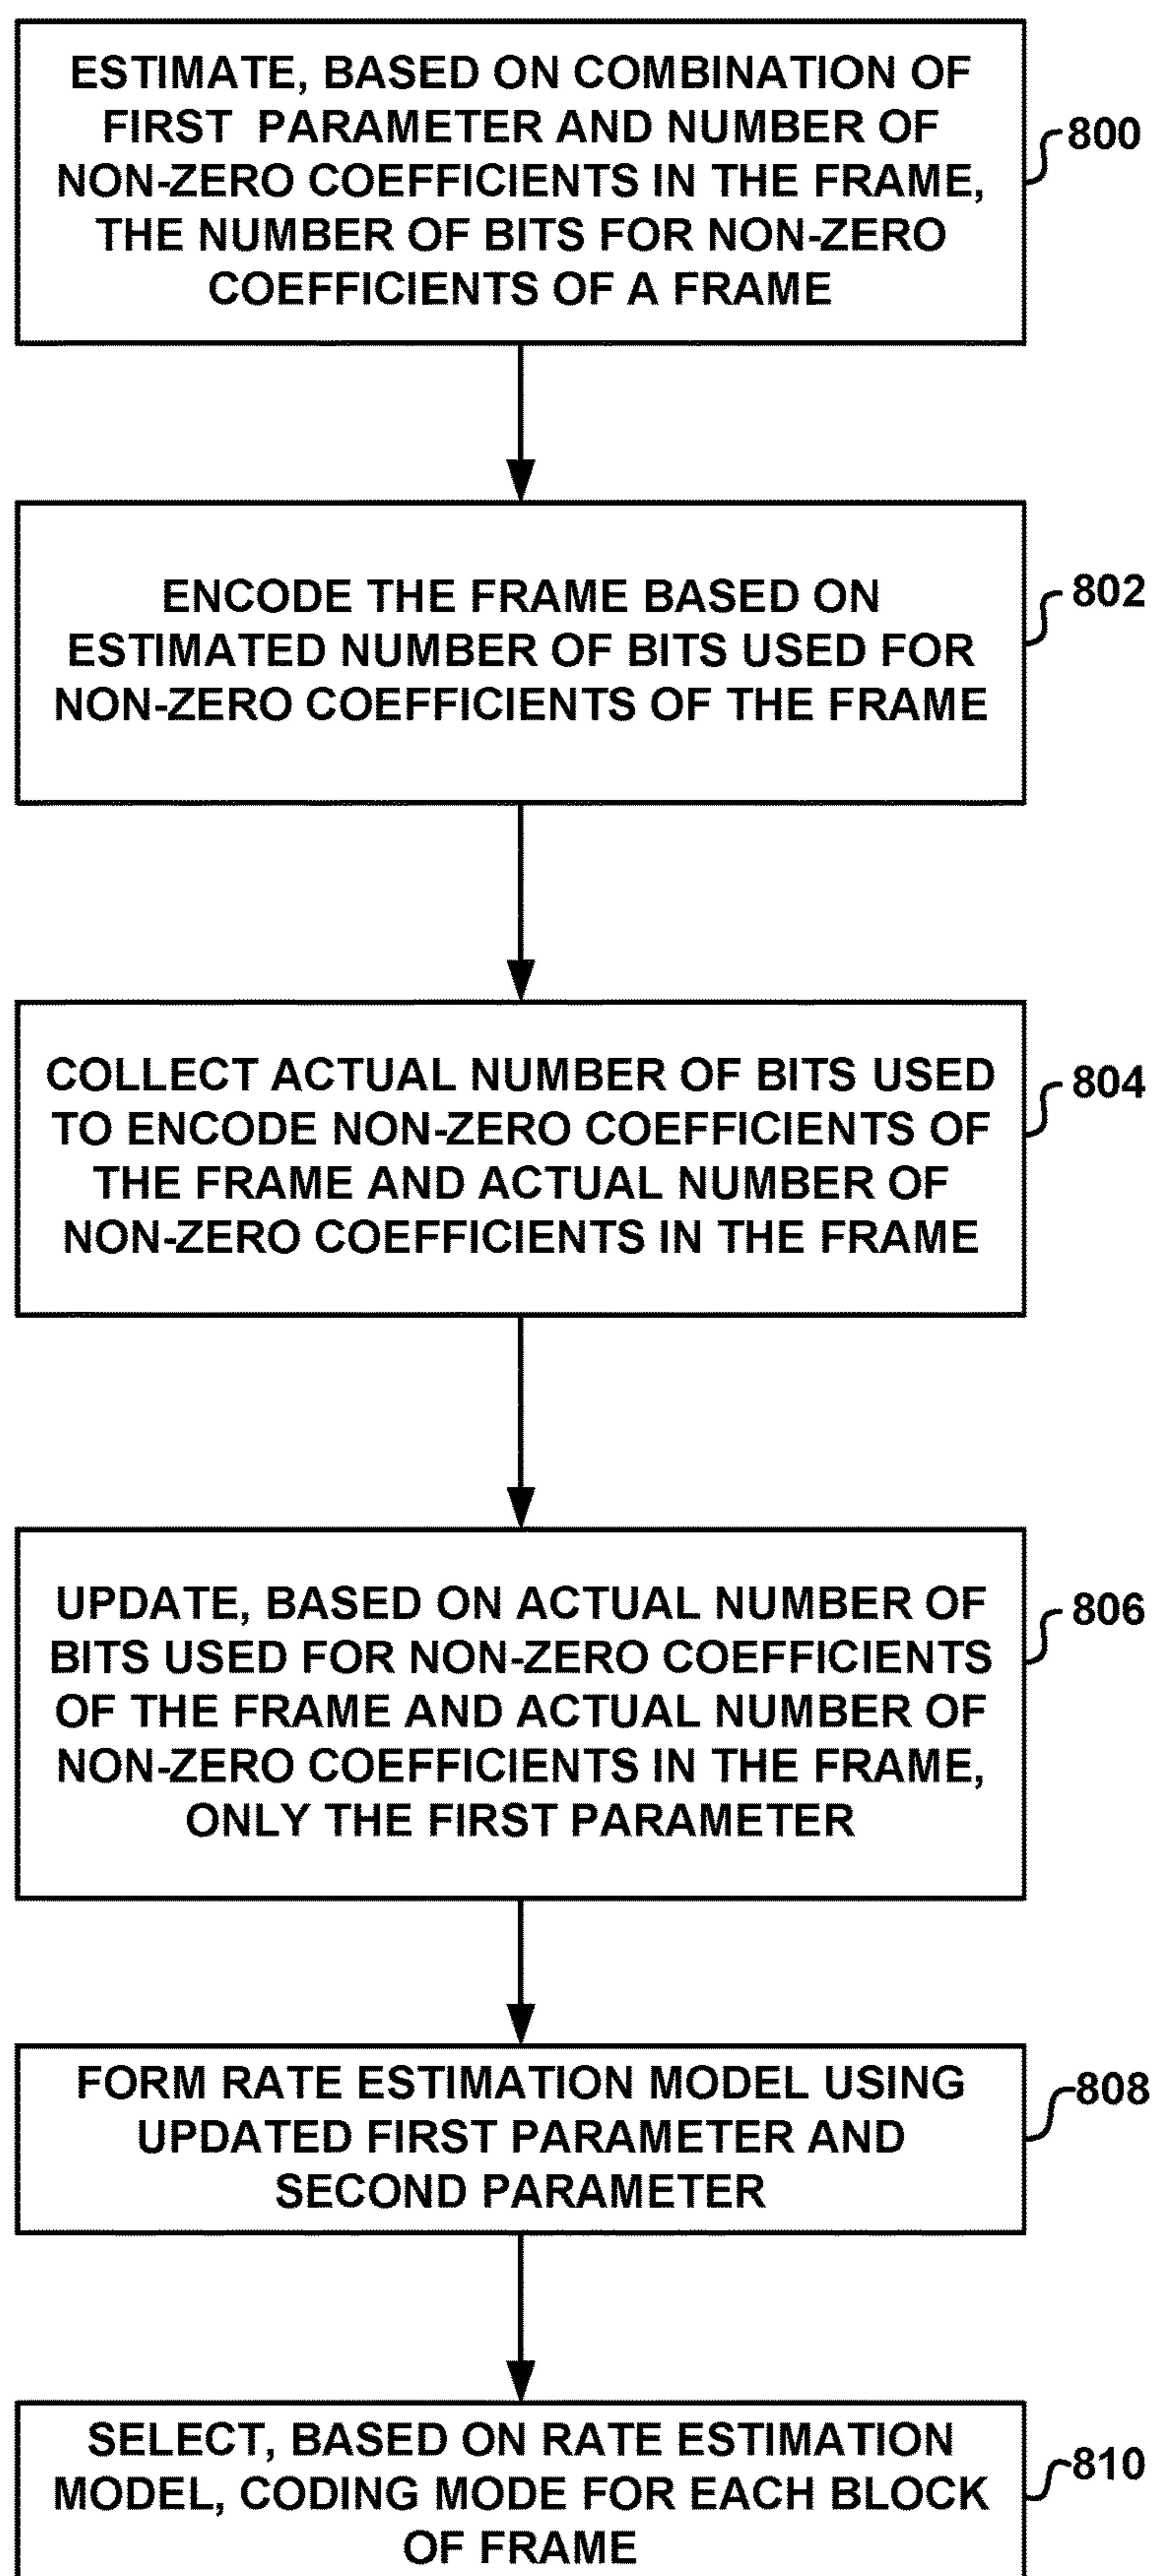 ESTIMATE, BASED ON COMBINATION OF
FIRST PARAMETER AND NUMBER OF
NON-ZERO COEFFICIENTS IN THE FRAME,
THE NUMBER OF BITS FOR NON-ZERO
COEFFICIENTS OF A FRAME
800
ENCODE THE FRAME BASED ON
ESTIMATED NUMBER OF BITS USED FOR
NON-ZERO COEFFICIENTS OF THE FRAME
802
COLLECT ACTUAL NUMBER OF BITS USED
TO ENCODE NON-ZERO COEFFICIENTS OF
THE FRAME AND ACTUAL NUMBER OF
NON-ZERO COEFFICIENTS IN THE FRAME
804
UPDATE, BASED ON ACTUAL NUMBER OF
BITS USED FOR NON-ZERO COEFFICIENTS
OF THE FRAME AND ACTUAL NUMBER OF
NON-ZERO COEFFICIENTS IN THE FRAME,
ONLY THE FIRST PARAMETER
806
FORM RATE ESTIMATION MODEL USING
UPDATED FIRST PARAMETER AND
SECOND PARAMETER
808
SELECT, BASED ON RATE ESTIMATION
MODEL, CODING MODE FOR EACH BLOCK
OF FRAME
810